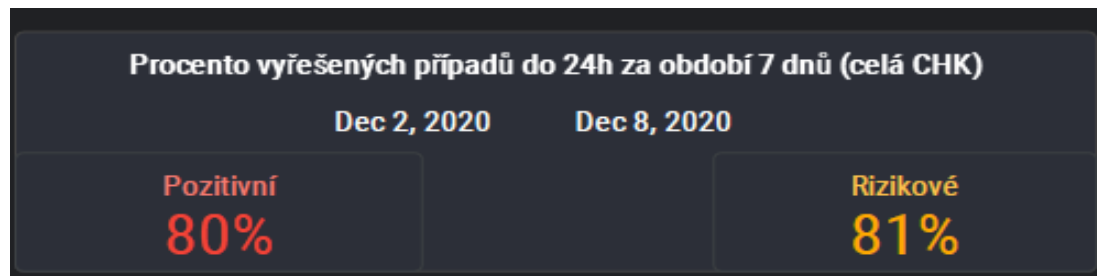 Procento vyřešených případů do 24h za období 7 dnů (celá CHK)
Dec 2, 2020 Dec 8, 2020
Pozitivní Rizikové
80% 81%